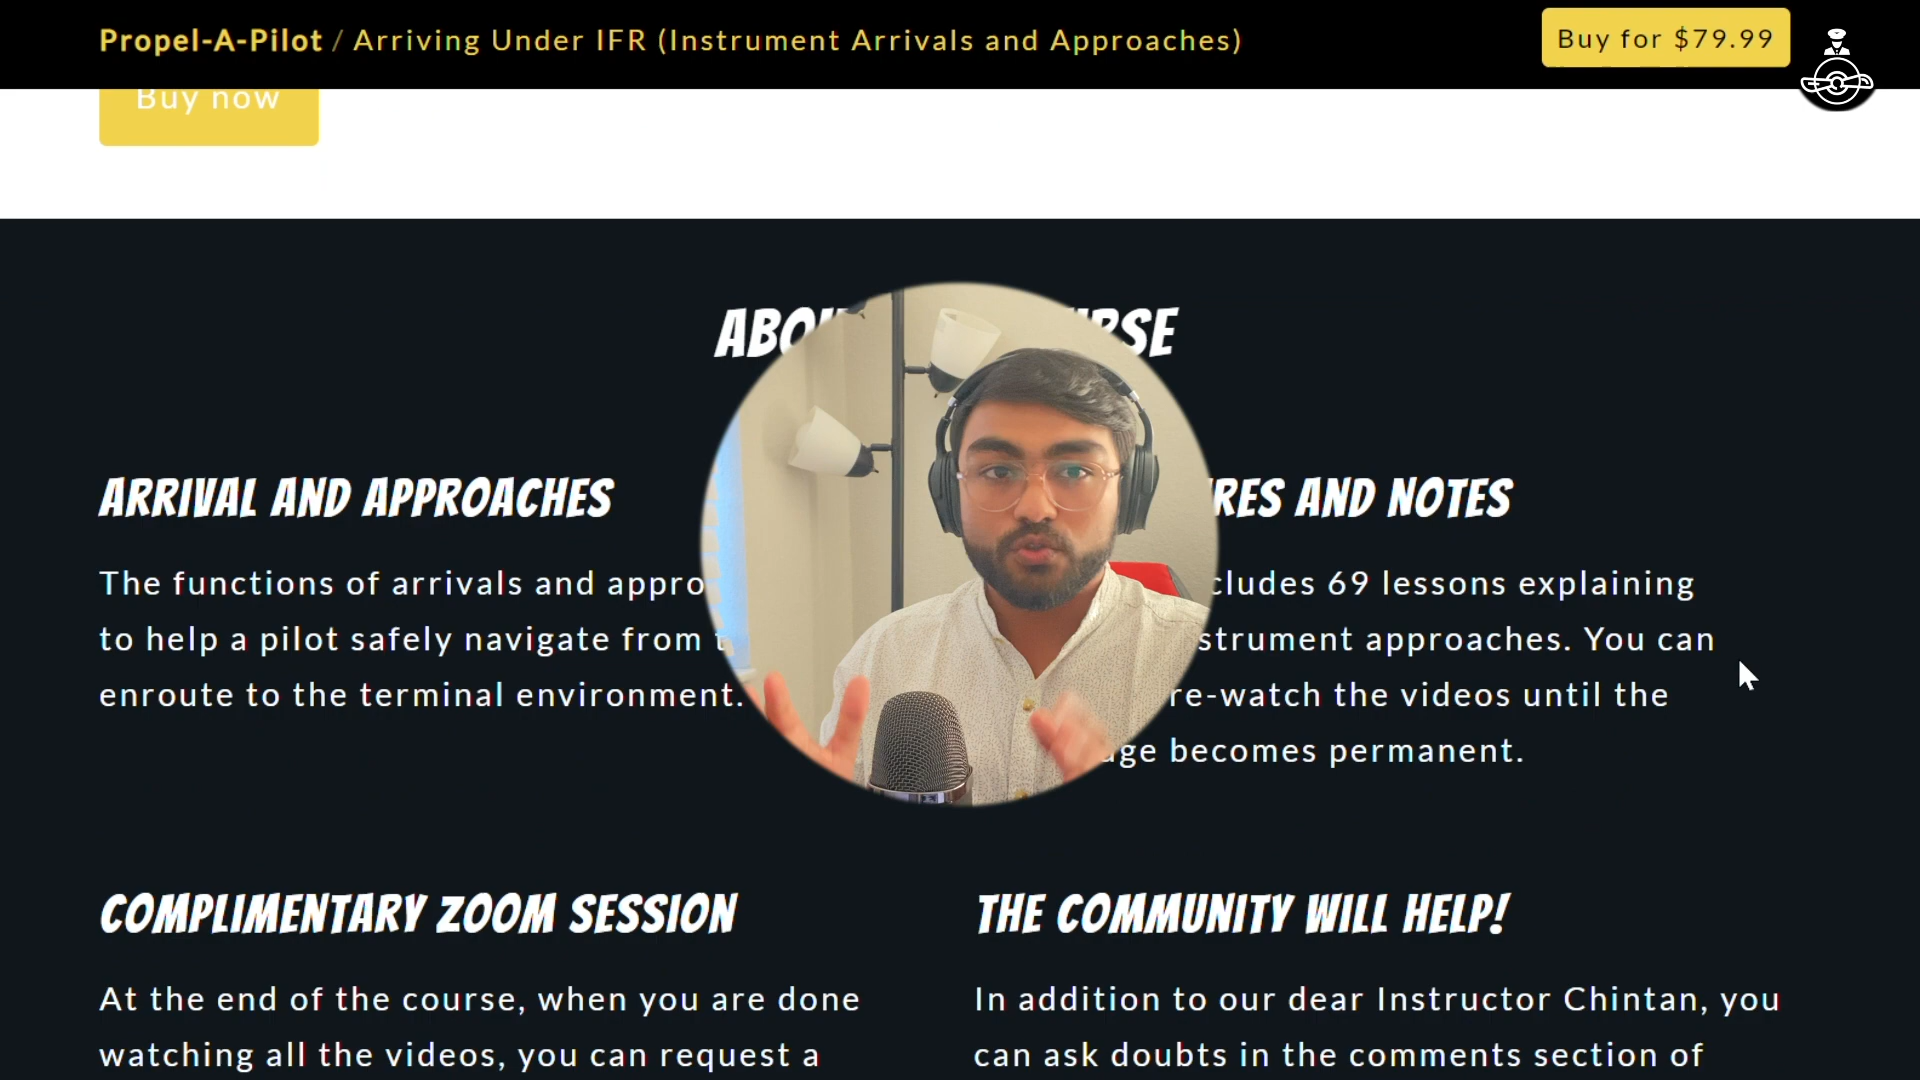 Propel-A-Pilot / Arriving Under IFR (Instrument Arrivals and Approaches)
Buy for $79.99
Buy now
ARRIVAL AND APPROACHES
The functions of arrivals and appro
to help a pilot safely navigate from
enroute to the terminal environment.
AND NOTES
69 lessons explaining
approaches. You can
re-watch the videos until the
becomes permanent.
COMPLIMENTARY ZOOM SESSION
At the end of the course, when you are done
watching all the videos, you can request a
THE COMMUNITY WILL HELP!
In addition to our dear Instructor Chintan, you
can ask doubts in the comments section of